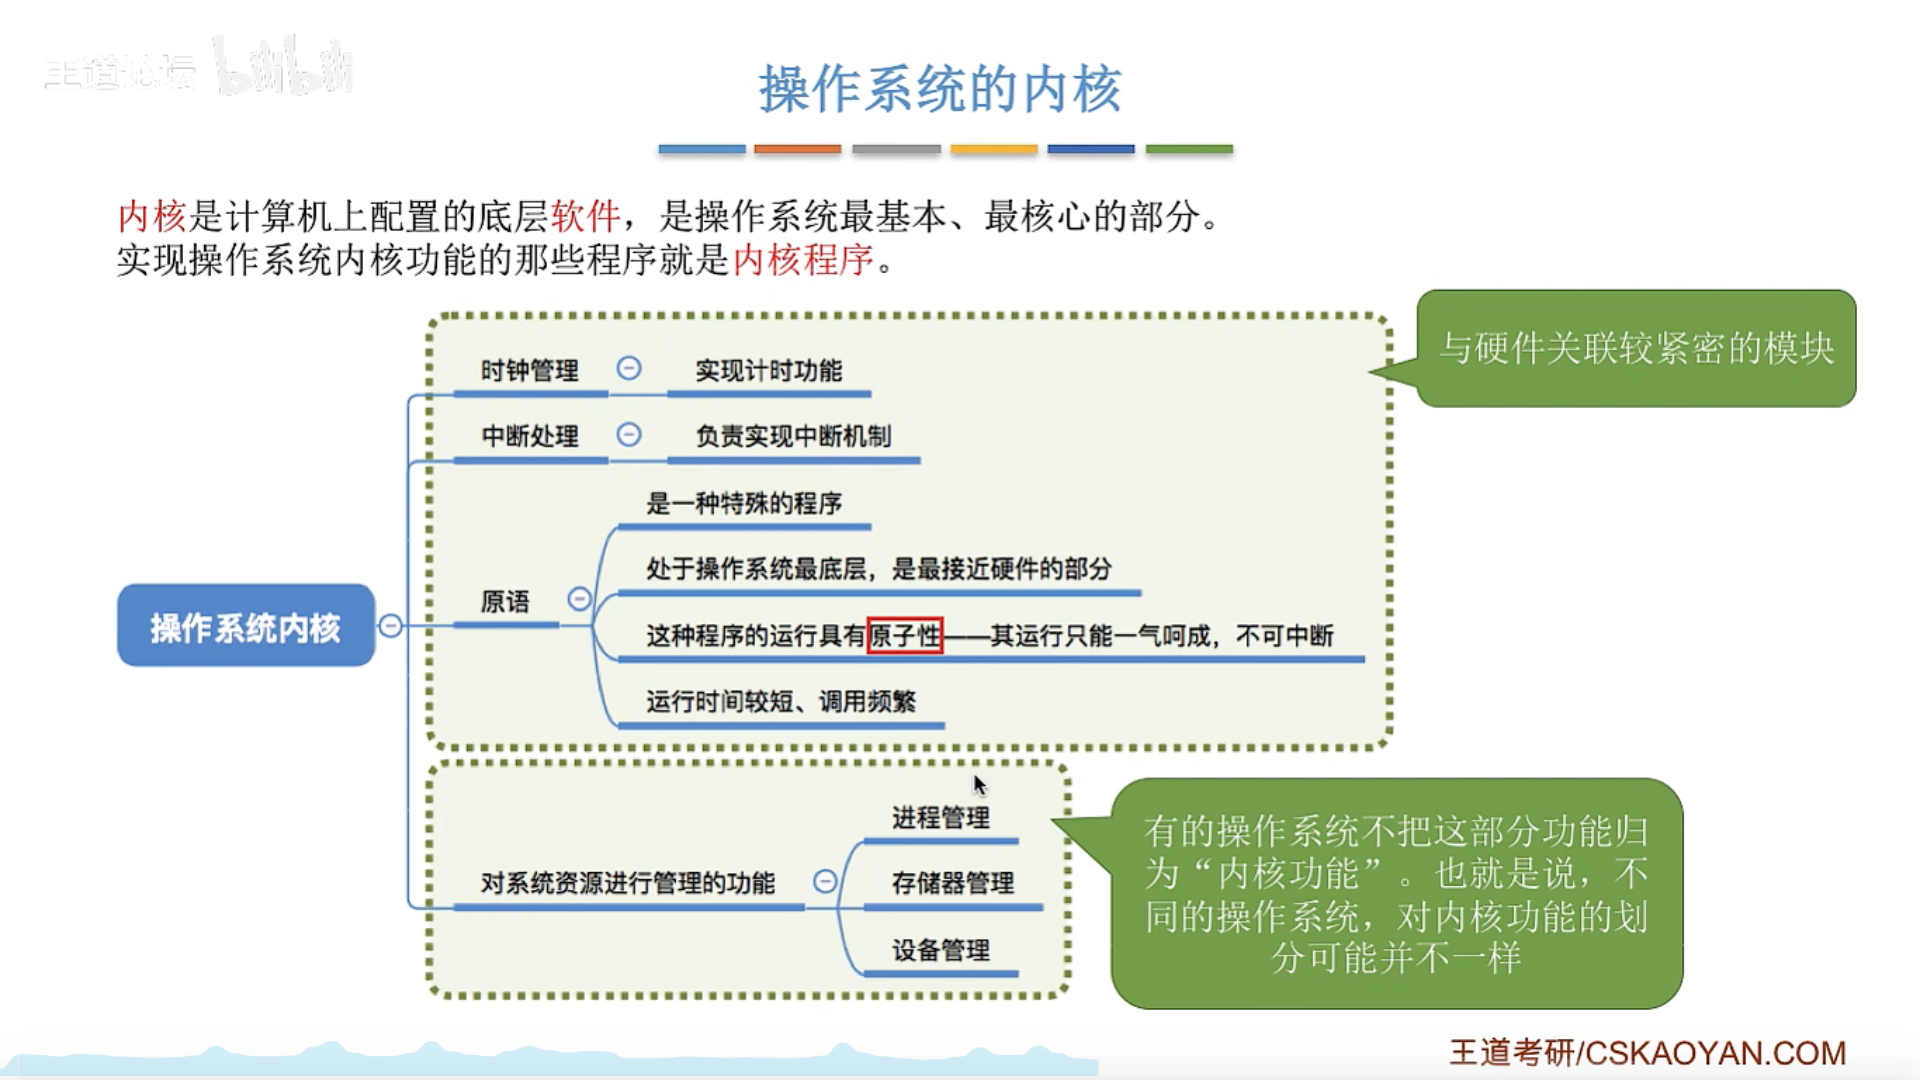 王道论坛 bilibili
操作系统的内核
内核是计算机上配置的底层软件，是操作系统最基本、最核心的部分。
实现操作系统内核功能的那些程序就是内核程序。
与硬件关联较紧密的模块
时钟管理 实现计时功能
中断处理 负责实现中断机制
是一种特殊的程序
处于操作系统最底层，是最接近硬件的部分
原语
这种程序的运行具有原子性——其运行只能一气呵成，不可中断
操作系统内核
运行时间较短、调用频繁
进程管理
对系统资源进行管理的功能 存储器管理
设备管理
有的操作系统不把这部分功能归
为“内核功能”。也就是说，不
同的操作系统，对内核功能的划
分可能并不一样
王道考研/CSKAOYAN.COM